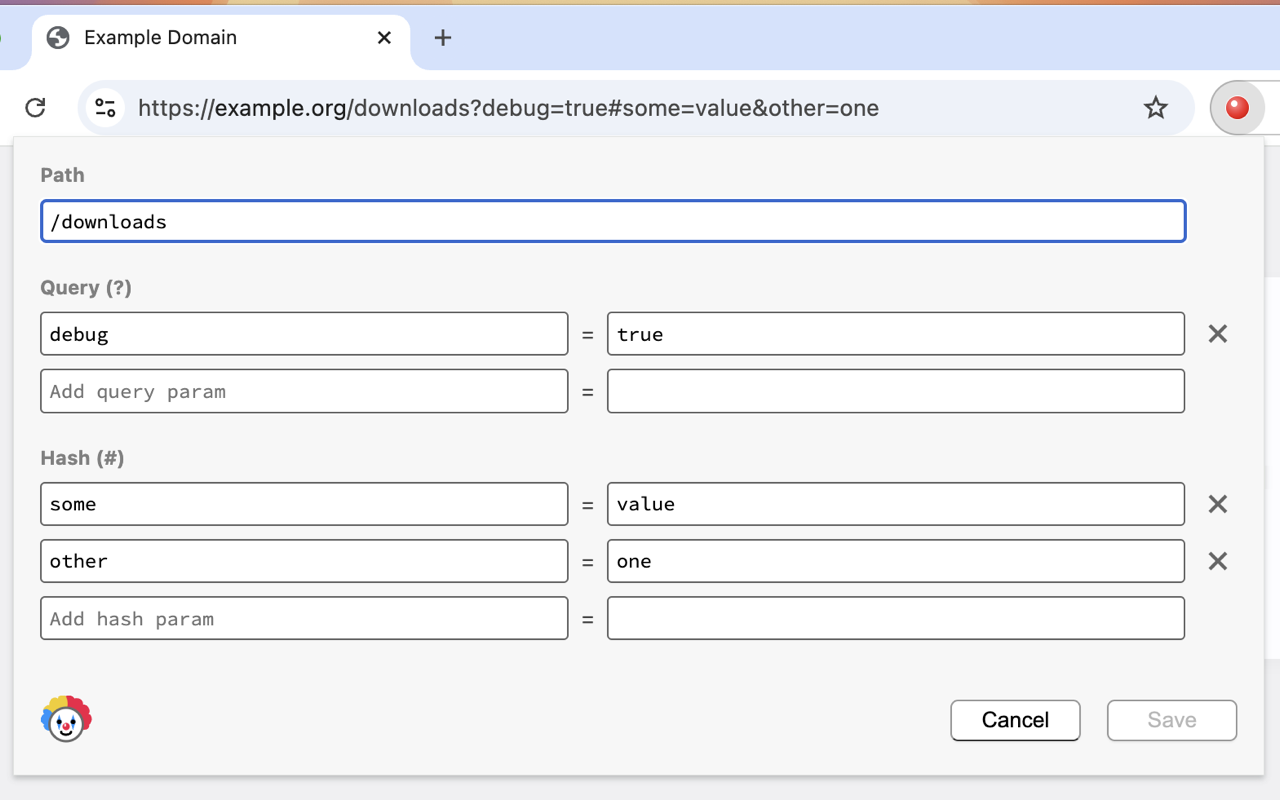 Example Domain
https://example.org/downloads?debug=true#some=value&other=one
Path
/downloads
Query (?)
debug = true
Add query param =
Hash (#)
some = value
other = one
Add hash param =
Cancel Save